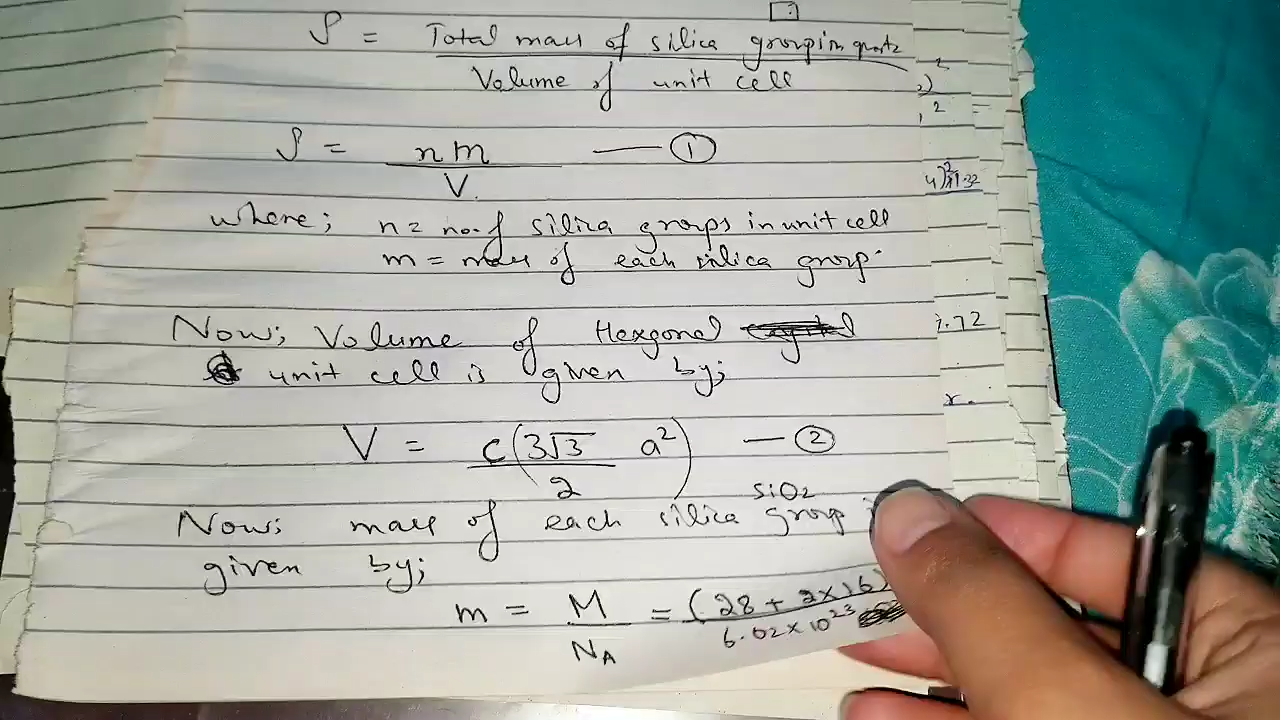 ρ = Total mass of silica group in quartz
Volume of unit cell
ρ = n m / V —— ①
where; n = no. of silica groups in unit cell
m = mass of each silica group.
Now; Volume of Hexgonal
unit cell is given by;
V = c (3√3 / 2 a²) — ②
SiO2
Now; mass of each silica group
given by;
m = M / N_A = (28 + 2×16) / 6.02×10²³